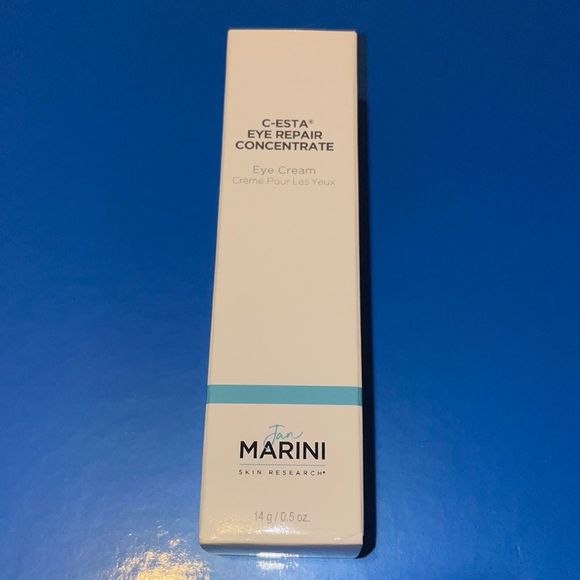 C-ESTA®
EYE REPAIR
CONCENTRATE
Eye Cream
Crème Pour Les Yeux
Jan
MARINI
SKIN RESEARCH®
14 g / 0.5 oz.